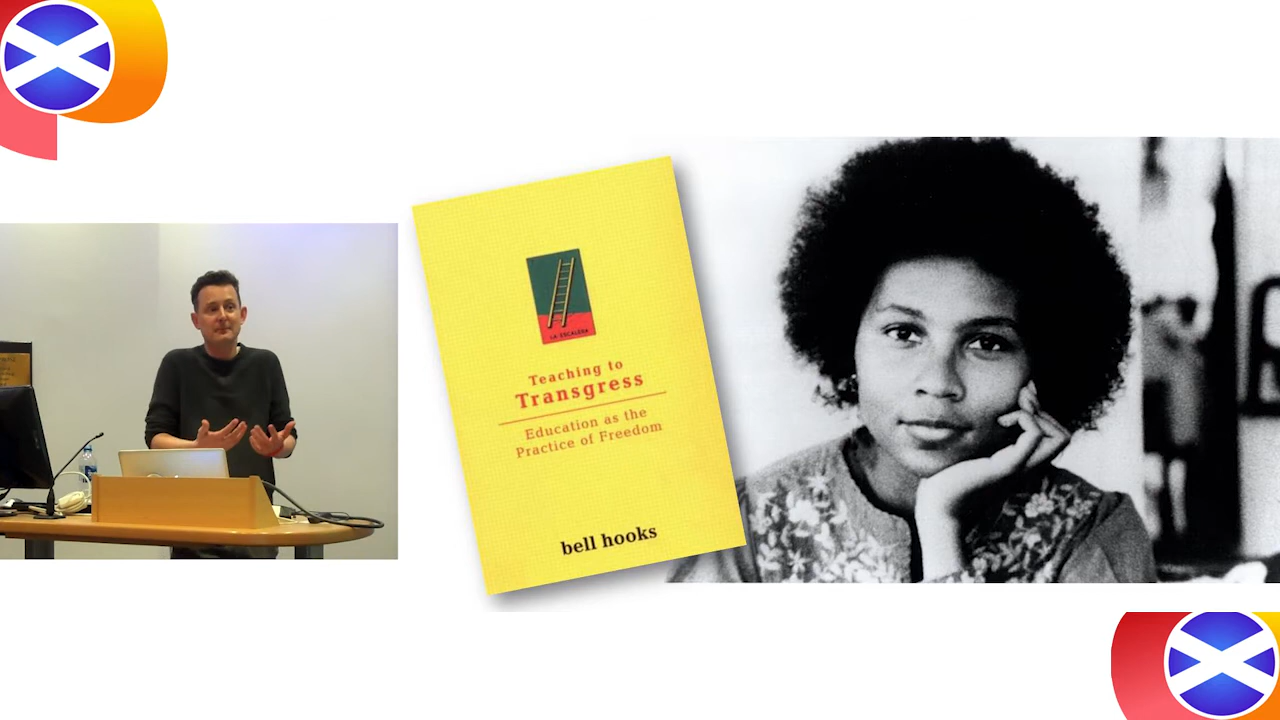 LA ESCALERA
Teaching to
Transgress
Education as the
Practice of Freedom
bell hooks